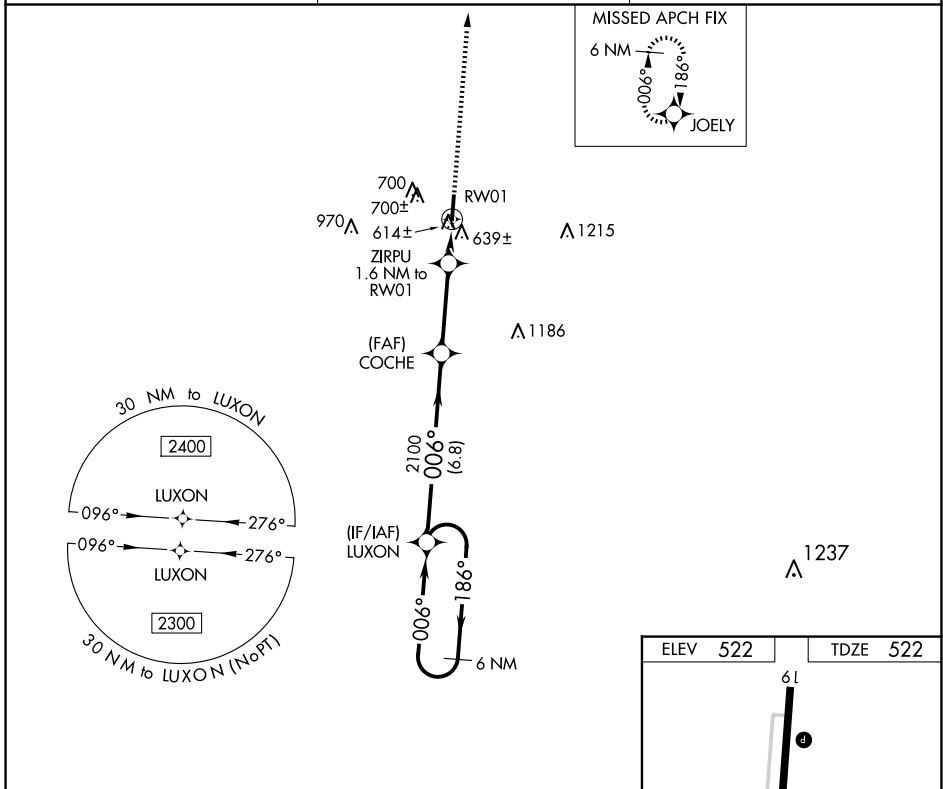 MISSED APCH FIX
6 NM
006°
186°
JOELY
700
700±
970
614±
RW01
639±
1215
ZIRPU
1.6 NM to
RW01
1186
(FAF)
COCHE
2100
006°
(6.8)
30 NM to LUXON
2400
LUXON
096°
276°
096°
276°
LUXON
2300
30 NM to LUXON (NoPT)
(IF/IAF)
LUXON
006°
186°
6 NM
1237
ELEV 522
TDZE 522
19
P